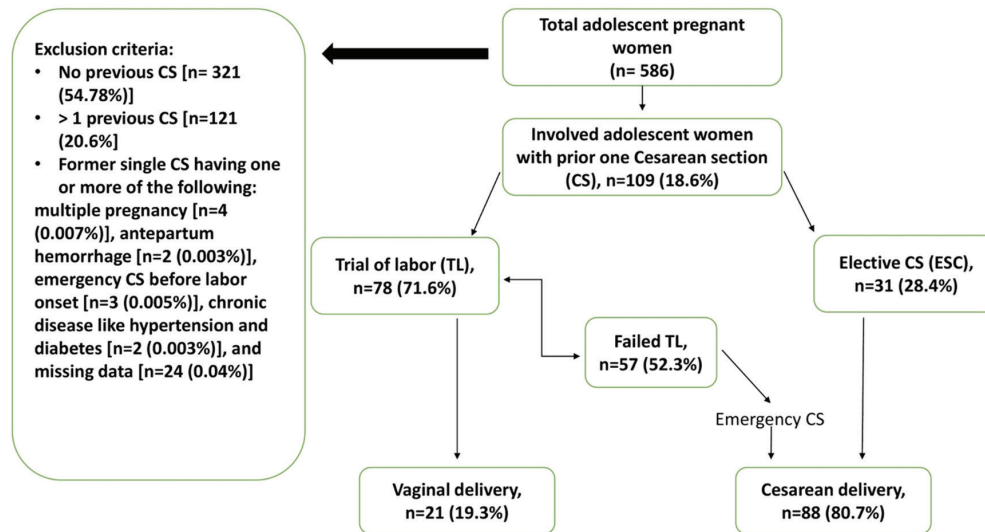 Exclusion criteria:
• No previous CS [n= 321
(54.78%)]
• > 1 previous CS [n=121
(20.6%]
• Former single CS having one
or more of the following:
multiple pregnancy [n=4
(0.007%)], antepartum
hemorrhage [n=2 (0.003%)],
emergency CS before labor
onset [n=3 (0.005%)], chronic
disease like hypertension and
diabetes [n=2 (0.003%)], and
missing data [n=24 (0.04%)]
Total adolescent pregnant
women
(n= 586)
Involved adolescent women
with prior one Cesarean section
(CS), n=109 (18.6%)
Trial of labor (TL),
n=78 (71.6%)
Elective CS (ESC),
n=31 (28.4%)
Failed TL,
n=57 (52.3%)
Emergency CS
Vaginal delivery,
n=21 (19.3%)
Cesarean delivery,
n=88 (80.7%)